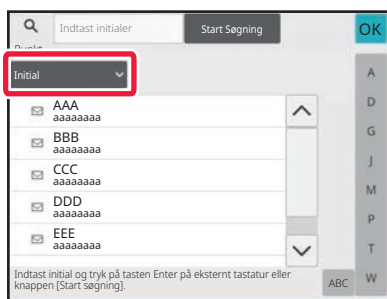 Indtast initialer
Start Søgning
OK
Punkt
Initial
AAA
aaaaaaaa
BBB
aaaaaaaa
CCC
aaaaaaaa
DDD
aaaaaaaa
EEE
aaaaaaaa
A
D
G
J
M
P
T
W
Indtast initial og tryk på tasten Enter på eksternt tastatur eller
knappen [Start søgning].
ABC